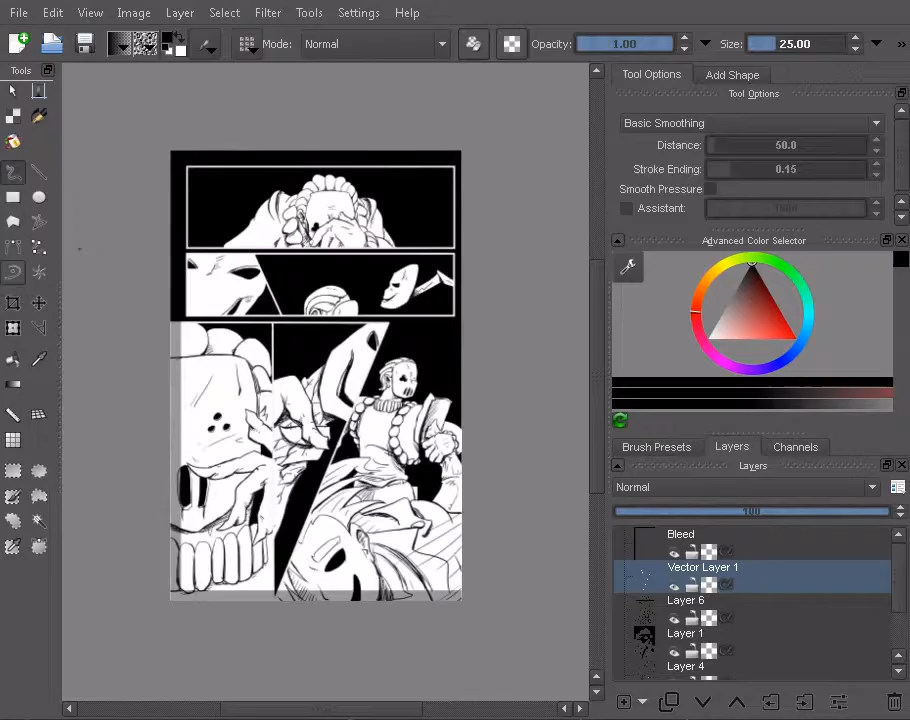 File Edit View Image Layer Select Filter Tools Settings Help
Mode: Normal Opacity: 1.00 Size: 25.00 »
Tools
Tool Options Add Shape
Tool Options
Basic Smoothing
Distance: 50.0
Stroke Ending: 0.15
Smooth Pressure
Assistant:
Advanced Color Selector
Brush Presets Layers Channels
Layers
Normal
100
Bleed
Vector Layer 1
Layer 6
Layer 1
Layer 4